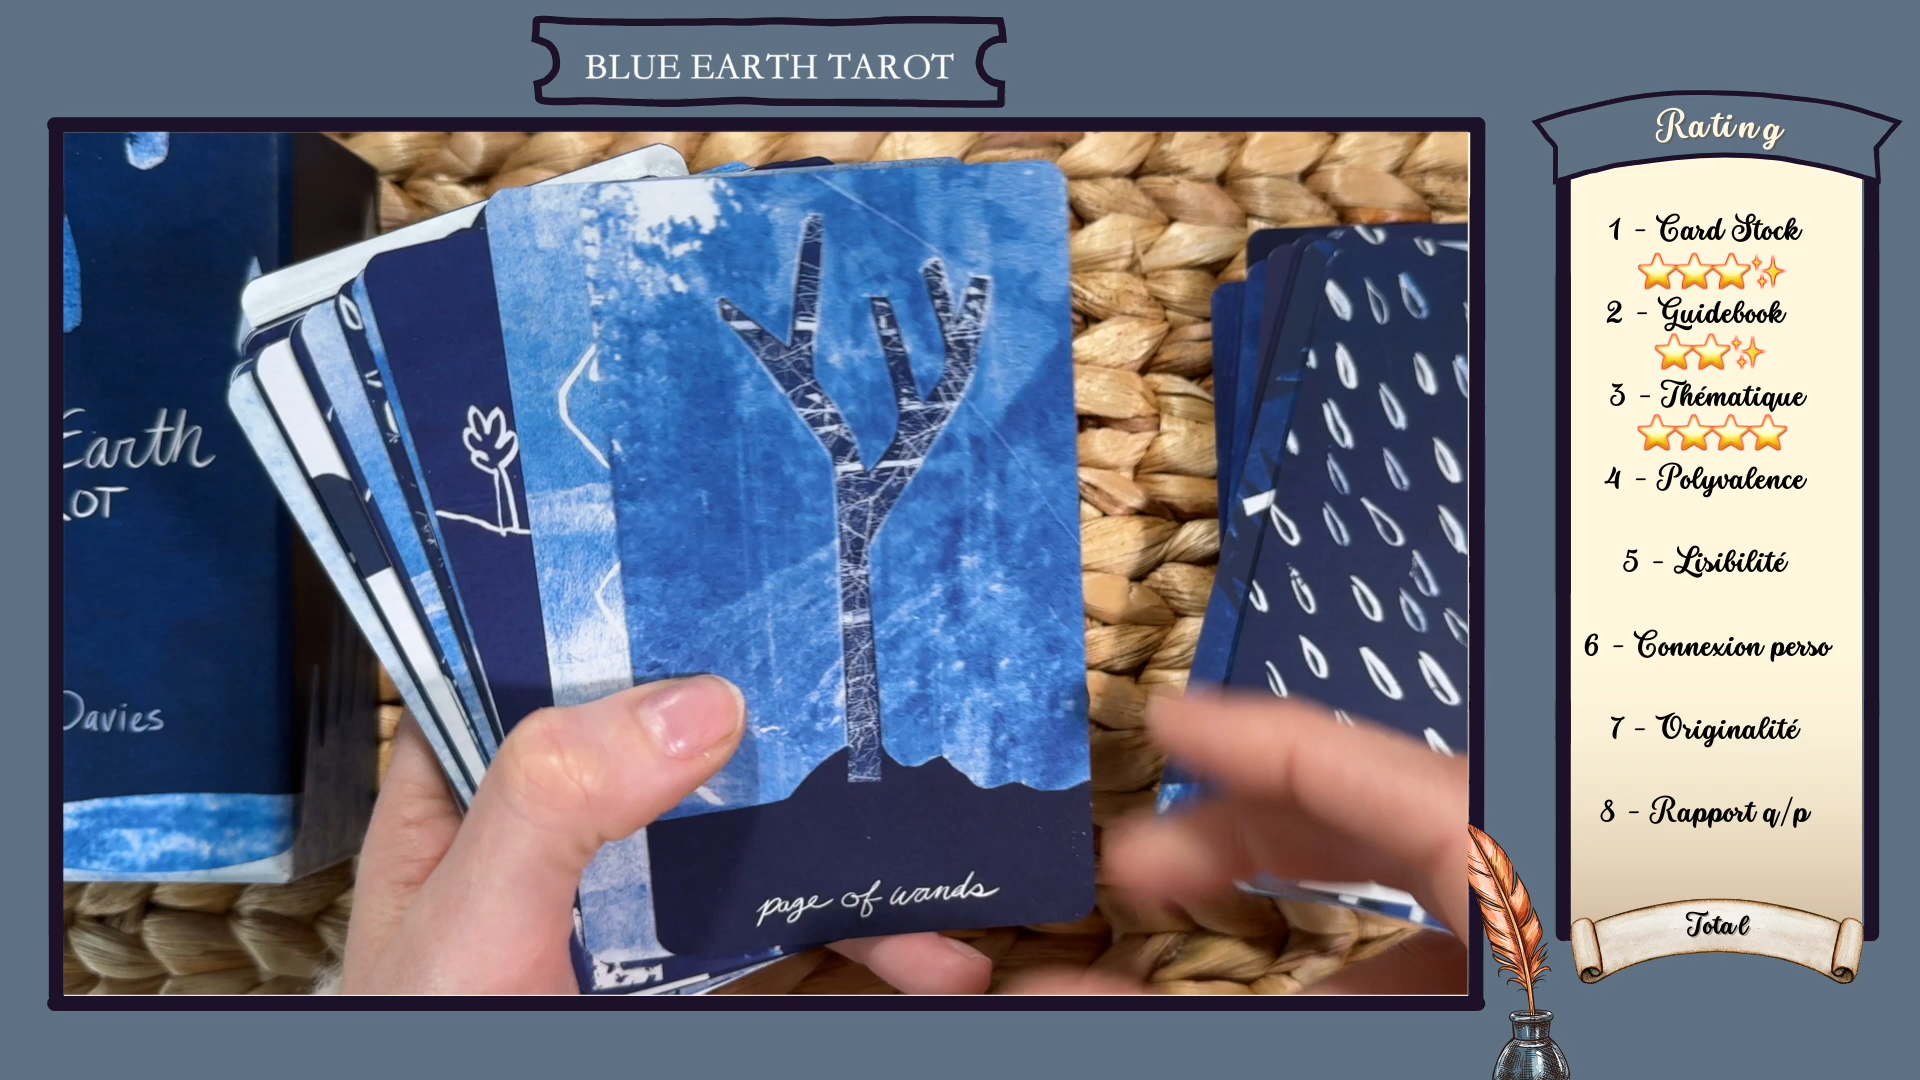 BLUE EARTH TAROT
Rating
1 - Card Stock
2 - Guidebook
3 - Thématique
4 - Polyvalence
5 - Lisibilité
6 - Connexion perso
7 - Originalité
8 - Rapport q/p
Total
Earth
OT
Davies
page of wands